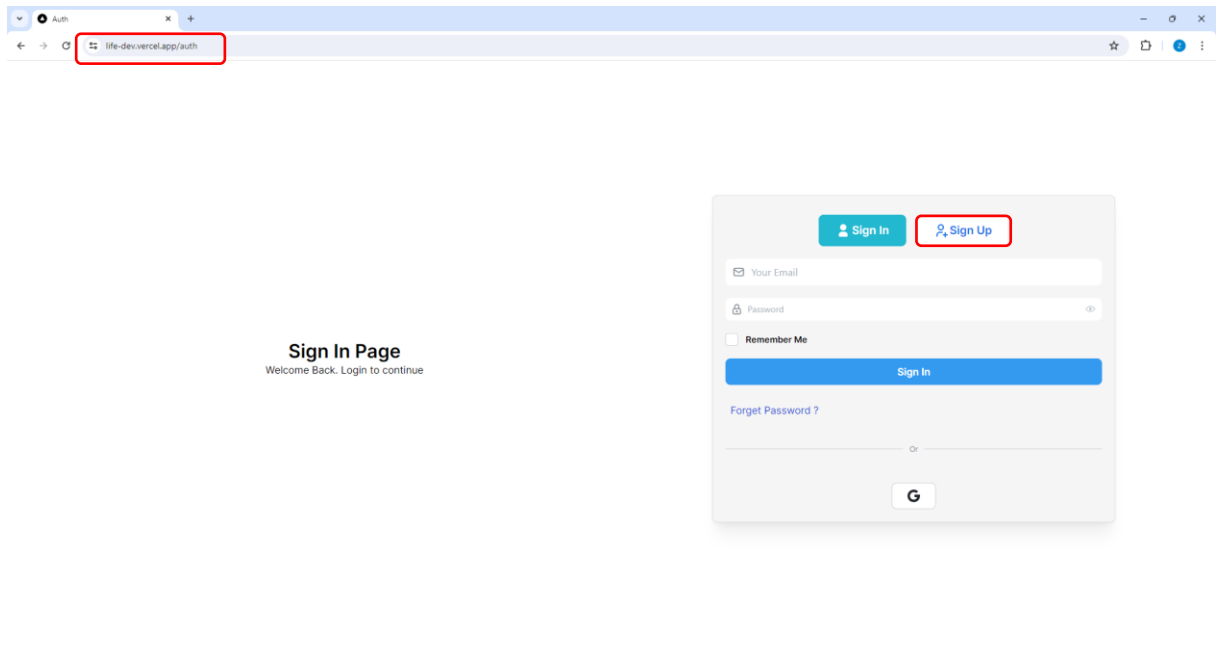 Auth
life-dev.vercel.app/auth
Z
Sign In
Sign Up
Your Email
Password
Remember Me
Sign In Page
Welcome Back. Login to continue
Sign In
Forget Password ?
Or
G